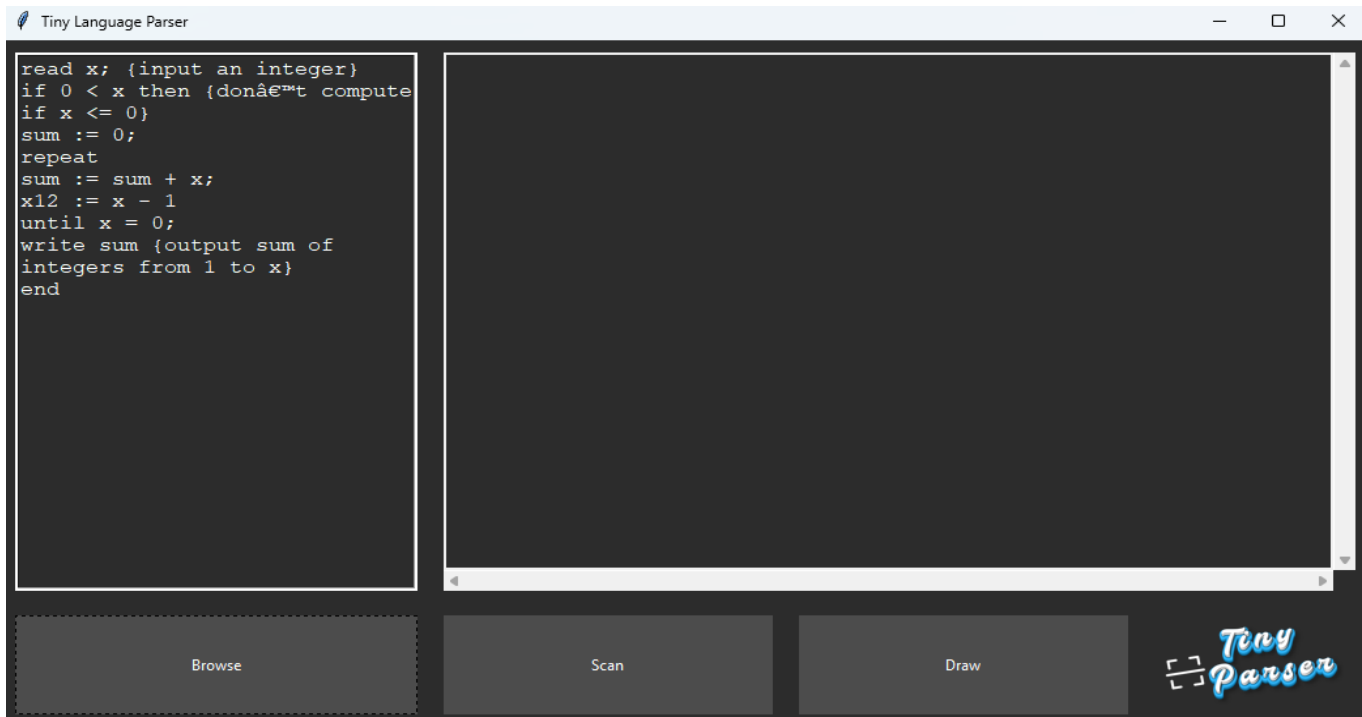 Tiny Language Parser
read x; {input an integer}
if 0 < x then {donâ€™t compute
if x <= 0}
sum := 0;
repeat
sum := sum + x;
x12 := x - 1
until x = 0;
write sum {output sum of
integers from 1 to x}
end
Browse
Scan
Draw
Tiny
Parser